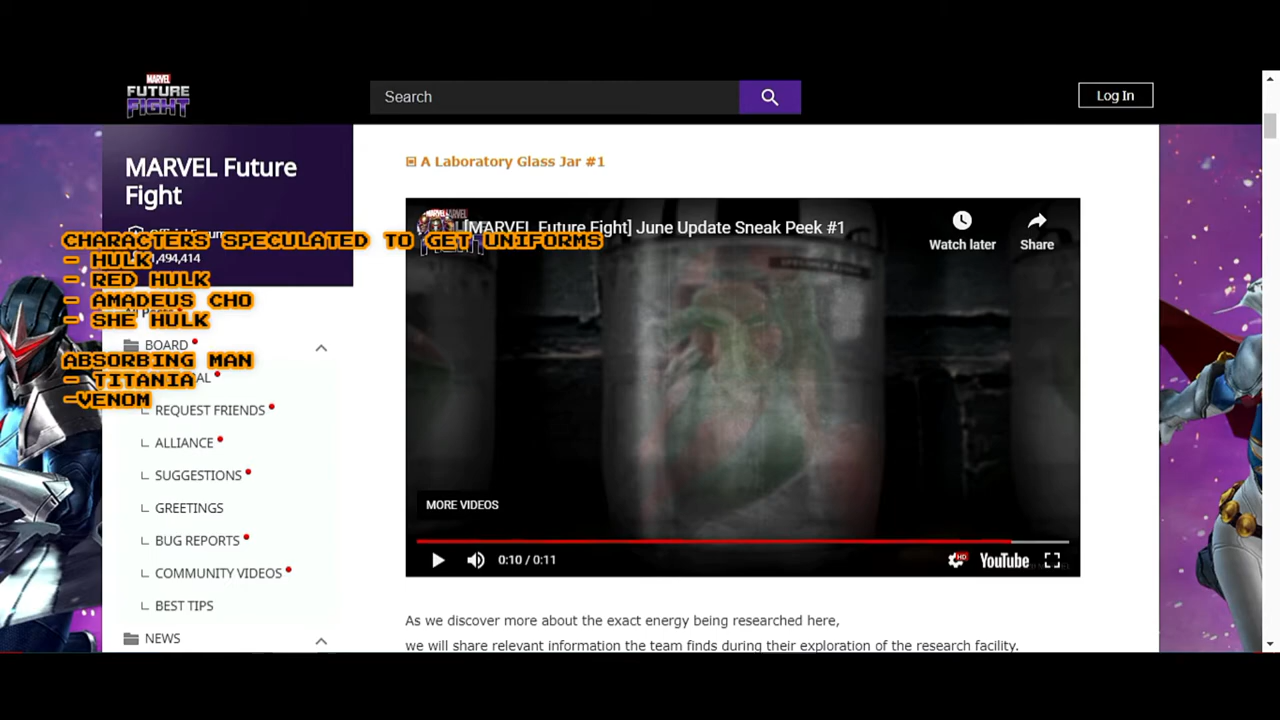 MARVEL
FUTURE
FIGHT
Search
Log In
MARVEL Future
Fight
A Laboratory Glass Jar #1
[MARVEL Future Fight] June Update Sneak Peek #1
Watch later
Share
CHARACTERS SPECULATED TO GET UNIFORMS
- HULK
1,494,414
- RED HULK
- AMADEUS CHO
- SHE HULK
BOARD
ABSORBING MAN
- TITANIA
-VENOM
REQUEST FRIENDS
ALLIANCE
SUGGESTIONS
GREETINGS
BUG REPORTS
COMMUNITY VIDEOS
BEST TIPS
NEWS
MORE VIDEOS
0:10 / 0:11
HD
YouTube
As we discover more about the exact energy being researched here,
we will share relevant information the team finds during their exploration of the research facility.